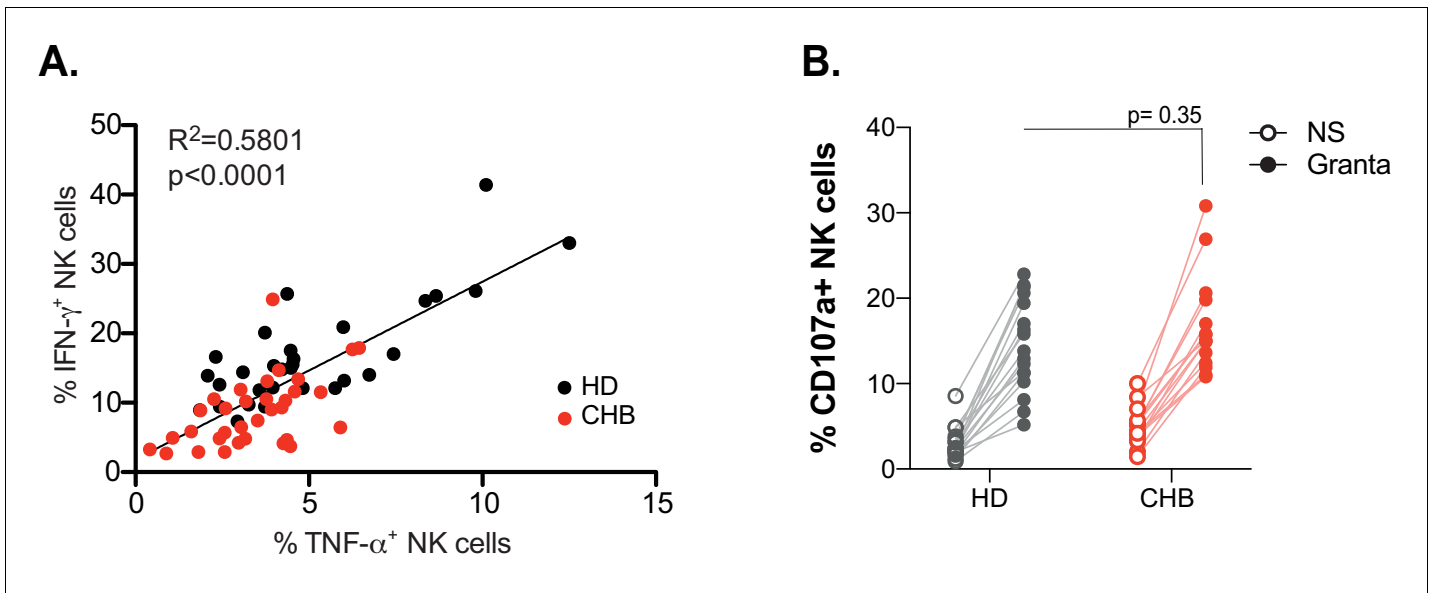 A.
B.
50
40
30
20
10
0
R²=0.5801
p<0.0001
% IFN-γ⁺ NK cells
HD
CHB
0
5
10
15
% TNF-α⁺ NK cells
p= 0.35
NS
Granta
40
30
20
10
0
% CD107a+ NK cells
HD
CHB